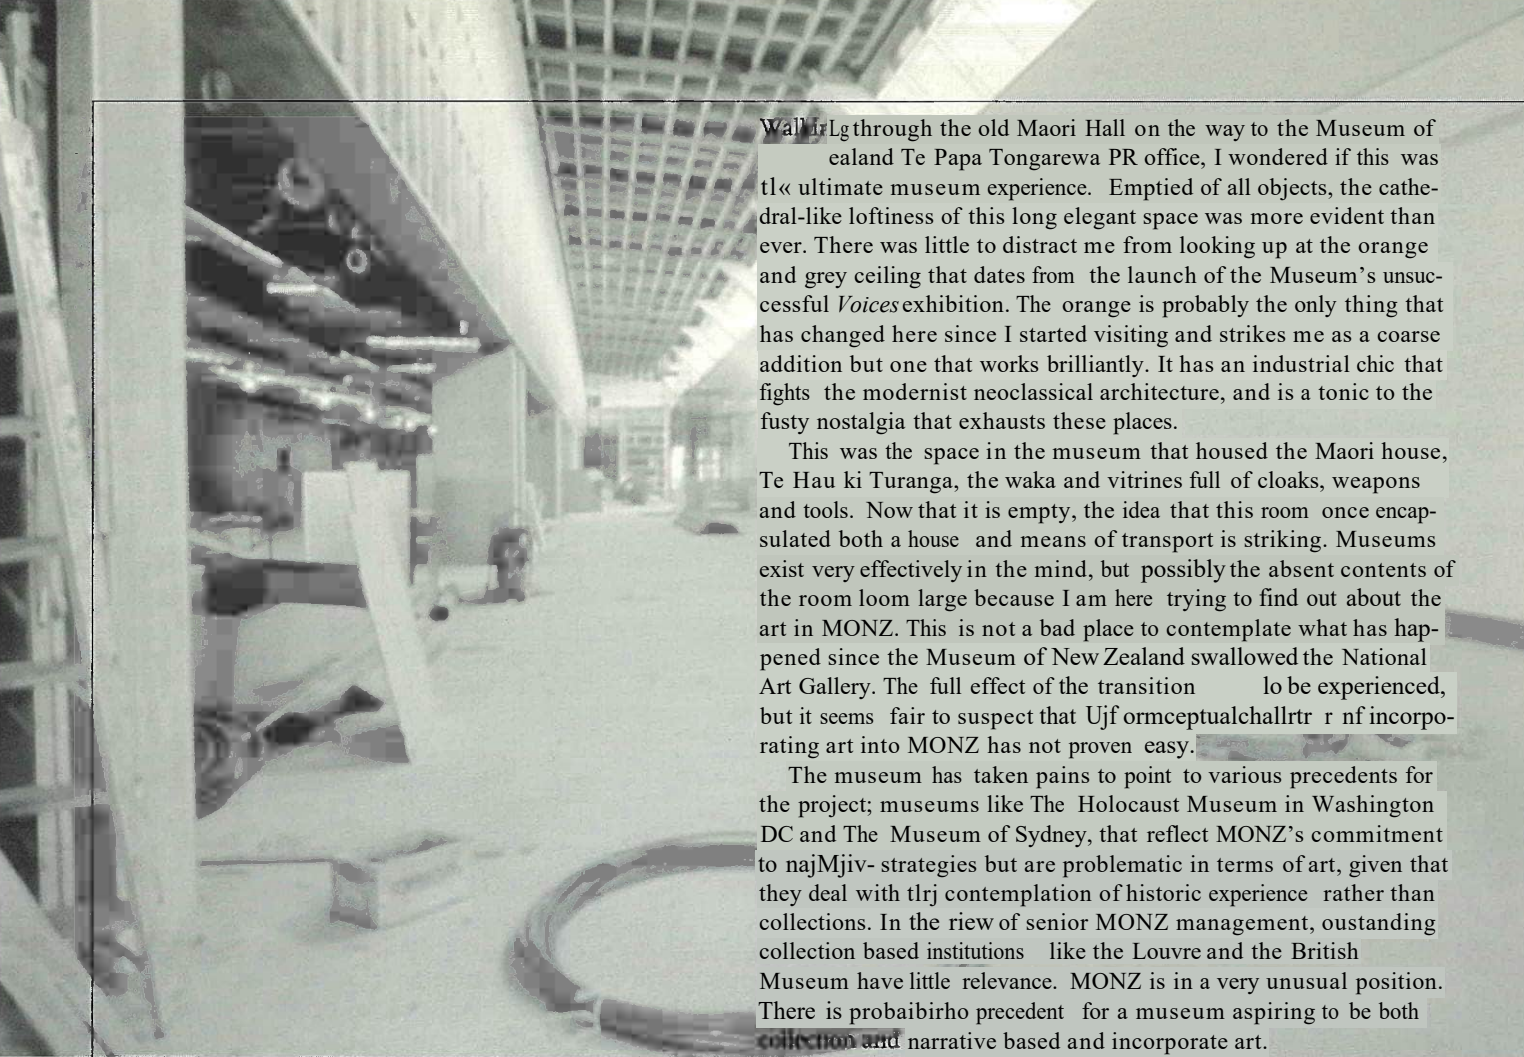 Walking through the old Maori Hall on the way to the Museum of
ealand Te Papa Tongarewa PR office, I wondered if this was
tl« ultimate museum experience. Emptied of all objects, the cathe-
dral-like loftiness of this long elegant space was more evident than
ever. There was little to distract me from looking up at the orange
and grey ceiling that dates from the launch of the Museum's unsuc-
cessful Voices exhibition. The orange is probably the only thing that
has changed here since I started visiting and strikes me as a coarse
addition but one that works brilliantly. It has an industrial chic that
fights the modernist neoclassical architecture, and is a tonic to the
fusty nostalgia that exhausts these places.
This was the space in the museum that housed the Maori house,
Te Hau ki Turanga, the waka and vitrines full of cloaks, weapons
and tools. Now that it is empty, the idea that this room once encap-
sulated both a house and means of transport is striking. Museums
exist very effectively in the mind, but possibly the absent contents of
the room loom large because I am here trying to find out about the
art in MONZ. This is not a bad place to contemplate what has hap-
pened since the Museum of New Zealand swallowed the National
Art Gallery. The full effect of the transition lo be experienced,
but it seems fair to suspect that Ujf ormceptualchallrtr r nf incorpo-
rating art into MONZ has not proven easy.
The museum has taken pains to point to various precedents for
the project; museums like The Holocaust Museum in Washington
DC and The Museum of Sydney, that reflect MONZ's commitment
to najMjiv- strategies but are problematic in terms of art, given that
they deal with tlrj contemplation of historic experience rather than
collections. In the riew of senior MONZ management, oustanding
collection based institutions like the Louvre and the British
Museum have little relevance. MONZ is in a very unusual position.
There is probaibirho precedent for a museum aspiring to be both
collection and narrative based and incorporate art.